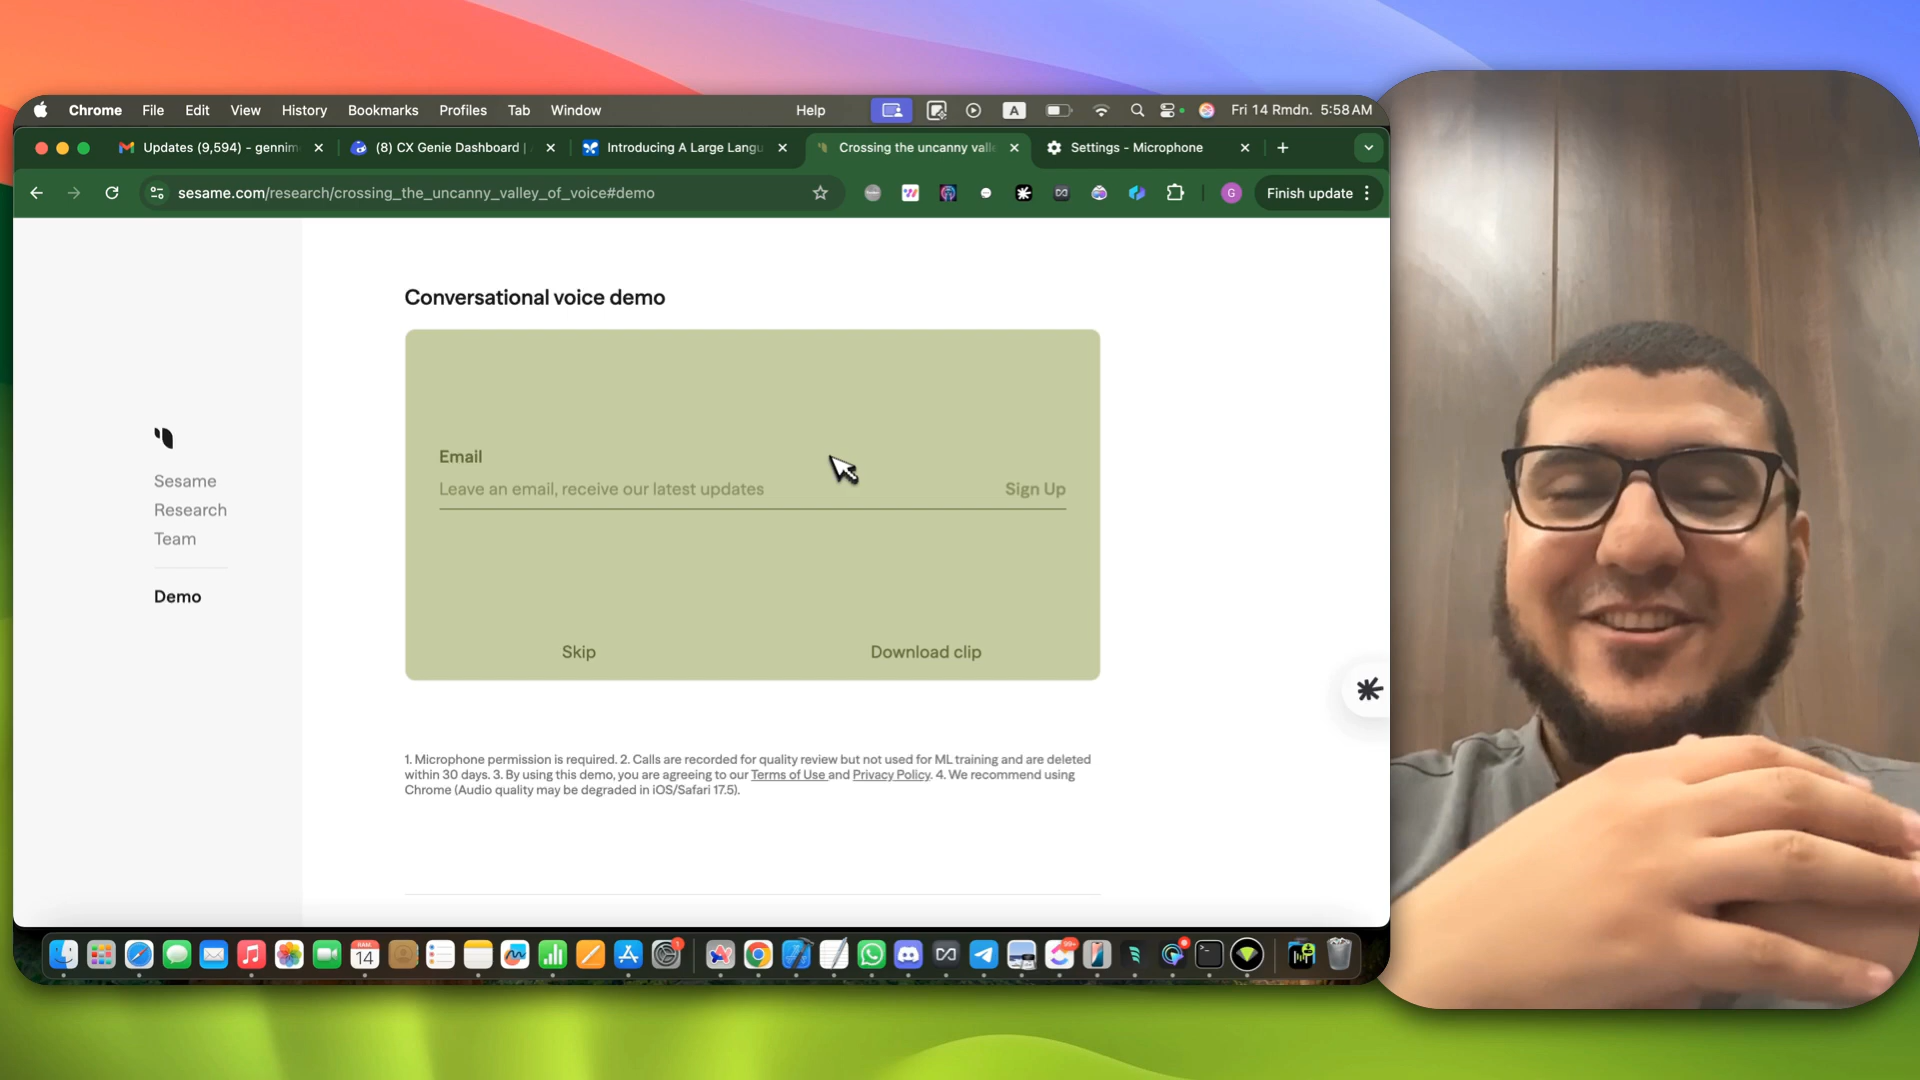 Chrome File Edit View History Bookmarks Profiles Tab Window Help A Fri 14 Rmdn. 5:58 AM
Updates (9,594) - gennim (8) CX Genie Dashboard | Introducing A Large Langu Crossing the uncanny valle Settings - Microphone
sesame.com/research/crossing_the_uncanny_valley_of_voice#demo G Finish update
Conversational voice demo
Email
Leave an email, receive our latest updates Sign Up
Skip Download clip
Sesame
Research
Team
Demo
1. Microphone permission is required. 2. Calls are recorded for quality review but not used for ML training and are deleted
within 30 days. 3. By using this demo, you are agreeing to our Terms of Use and Privacy Policy. 4. We recommend using
Chrome (Audio quality may be degraded in iOS/Safari 17.5).
14 1 99+